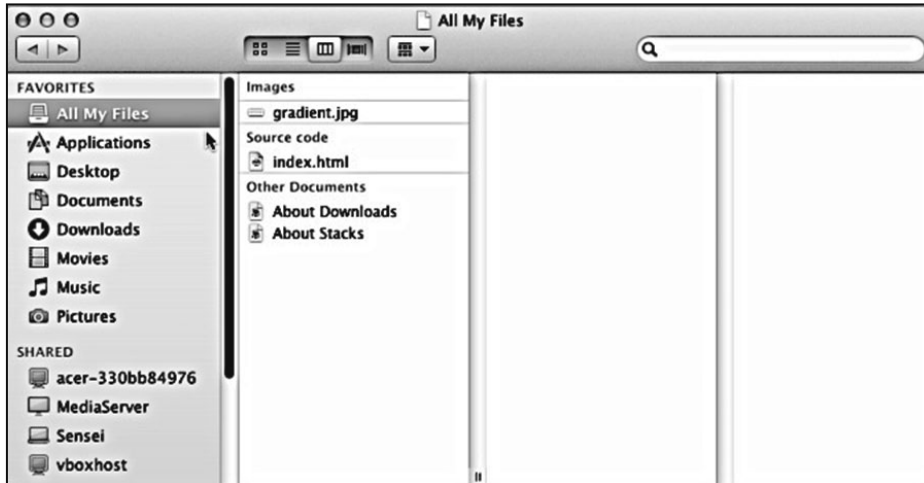 All My Files
FAVORITES
All My Files
Applications
Desktop
Documents
Downloads
Movies
Music
Pictures
SHARED
acer-330bb84976
MediaServer
Sensei
vboxhost
Images
gradient.jpg
Source code
index.html
Other Documents
About Downloads
About Stacks